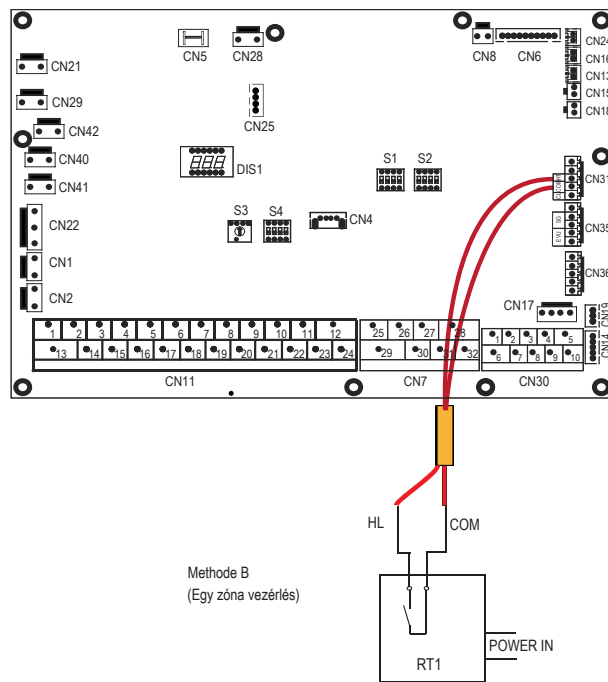 CN5
CN28
CN8
CN6
CN24
CN16
CN13
CN15
CN18
CN21
CN29
CN42
CN40
CN41
CN22
CN1
CN2
CN25
DIS1
S1
S2
S3
S4
CN4
CN31
SG
EVU
CN35
CN36
CN17
CN19
CN14
1 2 3 4 5 6 7 8 9 10 11 12
13 14 15 16 17 18 19 20 21 22 23 24
CN11
25 26 27 28
29 30 31 32
CN7
1 2 3 4 5
6 7 8 9 10
CN30
HL
COM
Methode B
(Egy zóna vezérlés)
RT1
POWER IN